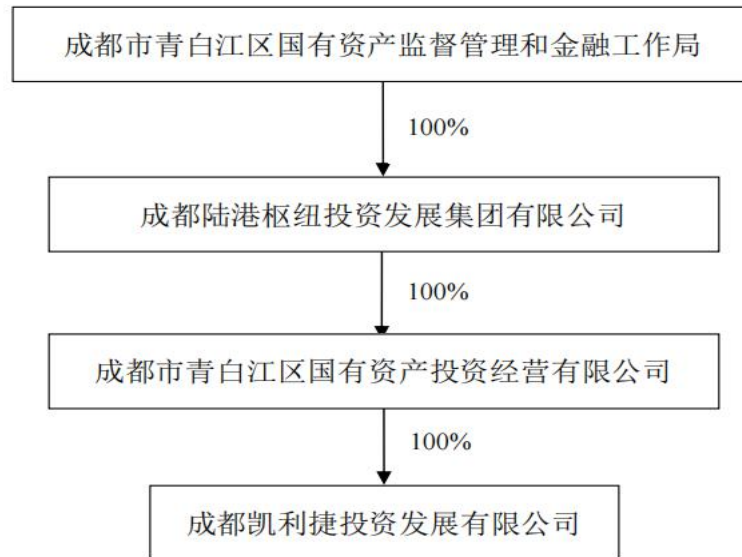 成都市青白江区国有资产监督管理和金融工作局
100%
成都陆港枢纽投资发展集团有限公司
100%
成都市青白江区国有资产投资经营有限公司
100%
成都凯利捷投资发展有限公司